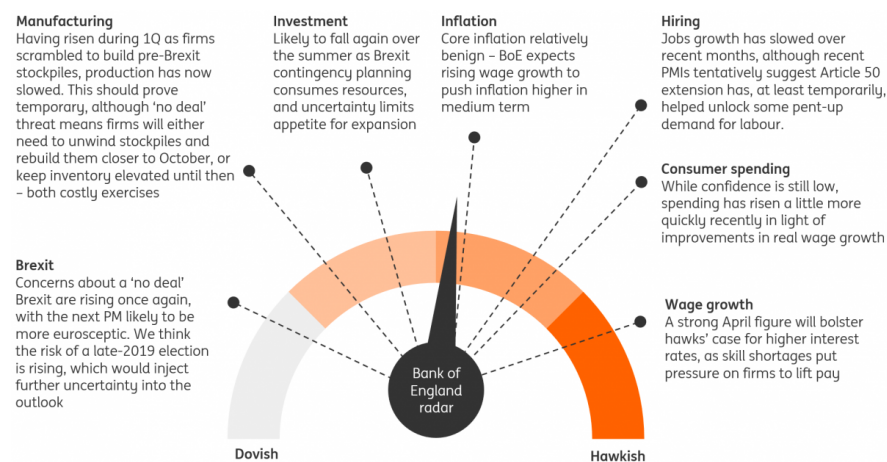 Manufacturing
Having risen during 1Q as firms
scrambled to build pre-Brexit
stockpiles, production has now
slowed. This should prove
temporary, although ‘no deal’
threat means firms will either
need to unwind stockpiles and
rebuild them closer to October, or
keep inventory elevated until then
– both costly exercises
Investment
Likely to fall again over
the summer as Brexit
contingency planning
consumes resources,
and uncertainty limits
appetite for expansion
Inflation
Core inflation relatively
benign – BoE expects
rising wage growth to
push inflation higher in
medium term
Hiring
Jobs growth has slowed over
recent months, although recent
PMIs tentatively suggest Article 50
extension has, at least temporarily,
helped unlock some pent-up
demand for labour.
Consumer spending
While confidence is still low,
spending has risen a little more
quickly recently in light of
improvements in real wage growth
Brexit
Concerns about a ‘no deal’
Brexit are rising once again,
with the next PM likely to be
more eurosceptic. We think
the risk of a late-2019 election
is rising, which would inject
further uncertainty into the
outlook
Wage growth
A strong April figure will bolster
hawks’ case for higher interest
rates, as skill shortages put
pressure on firms to lift pay
Bank of
England
radar
Dovish
Hawkish